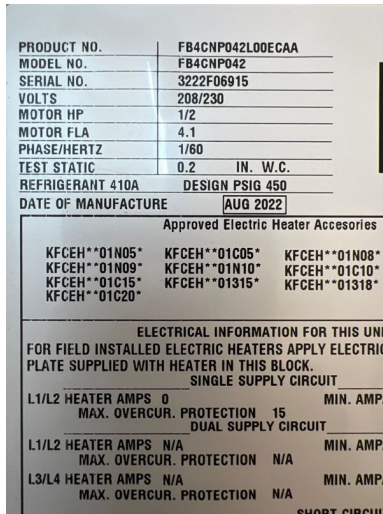 PRODUCT NO. FB4CNP042L00ECAA
MODEL NO. FB4CNP042
SERIAL NO. 3222F06915
VOLTS 208/230
MOTOR HP 1/2
MOTOR FLA 4.1
PHASE/HERTZ 1/60
TEST STATIC 0.2 IN. W.C.
REFRIGERANT 410A DESIGN PSIG 450
DATE OF MANUFACTURE AUG 2022
Approved Electric Heater Accesories
KFCEH**01N05* KFCEH**01C05* KFCEH**01N08*
KFCEH**01N09* KFCEH**01N10* KFCEH**01C10*
KFCEH**01C15* KFCEH**01315* KFCEH**01318*
KFCEH**01C20*
ELECTRICAL INFORMATION FOR THIS UNI
FOR FIELD INSTALLED ELECTRIC HEATERS APPLY ELECTRIC
PLATE SUPPLIED WITH HEATER IN THIS BLOCK.
SINGLE SUPPLY CIRCUIT
L1/L2 HEATER AMPS 0 MIN. AMP
MAX. OVERCUR. PROTECTION 15
DUAL SUPPLY CIRCUIT
L1/L2 HEATER AMPS N/A MIN. AMP
MAX. OVERCUR. PROTECTION N/A
L3/L4 HEATER AMPS N/A MIN. AMP
MAX. OVERCUR. PROTECTION N/A
SHORT CIRCUI